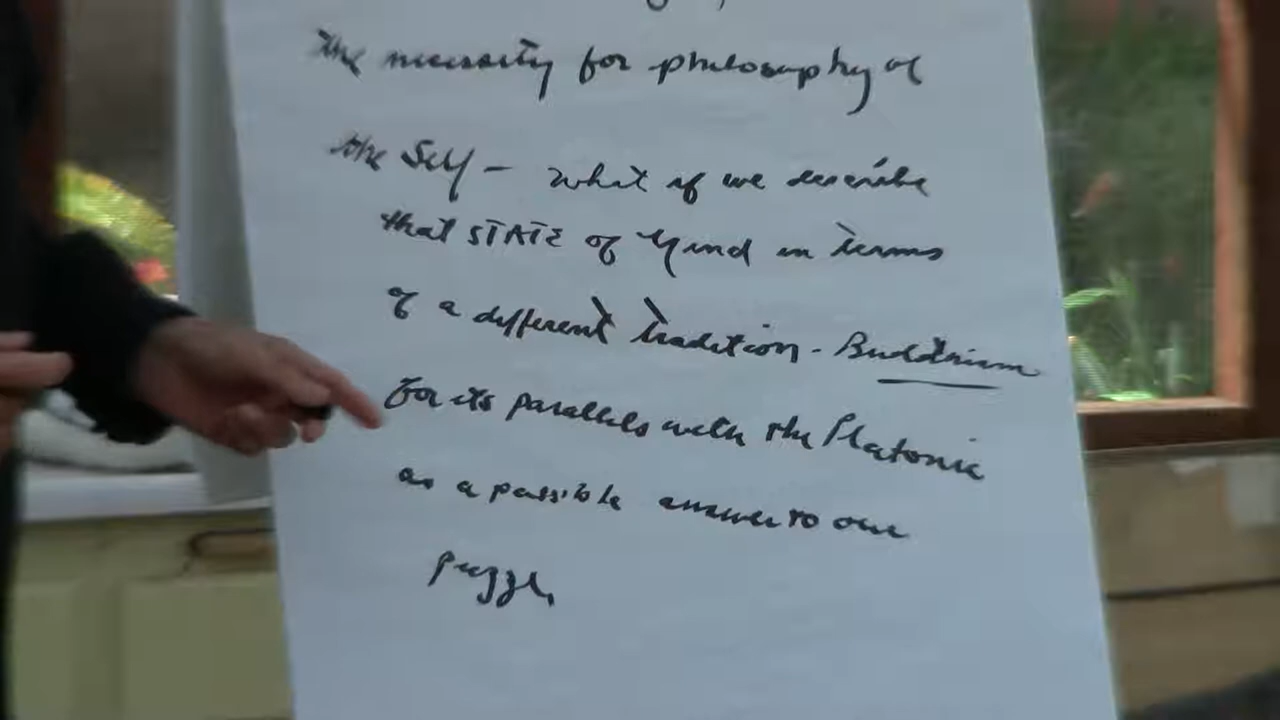 the necessity for philosophy of
the Self – what if we describe
that STATE of Mind in terms
of a different Tradition - Buddhism
For its parallels with the Platonic
as a possible answer to our
puzzle,